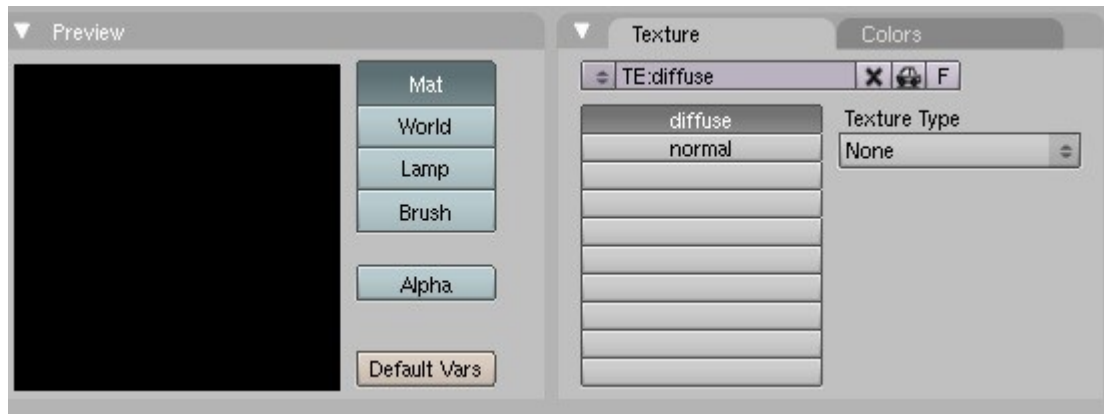 Preview
Mat
World
Lamp
Brush
Alpha
Default Vars
Texture
Colors
TE:diffuse
F
diffuse
normal
Texture Type
None